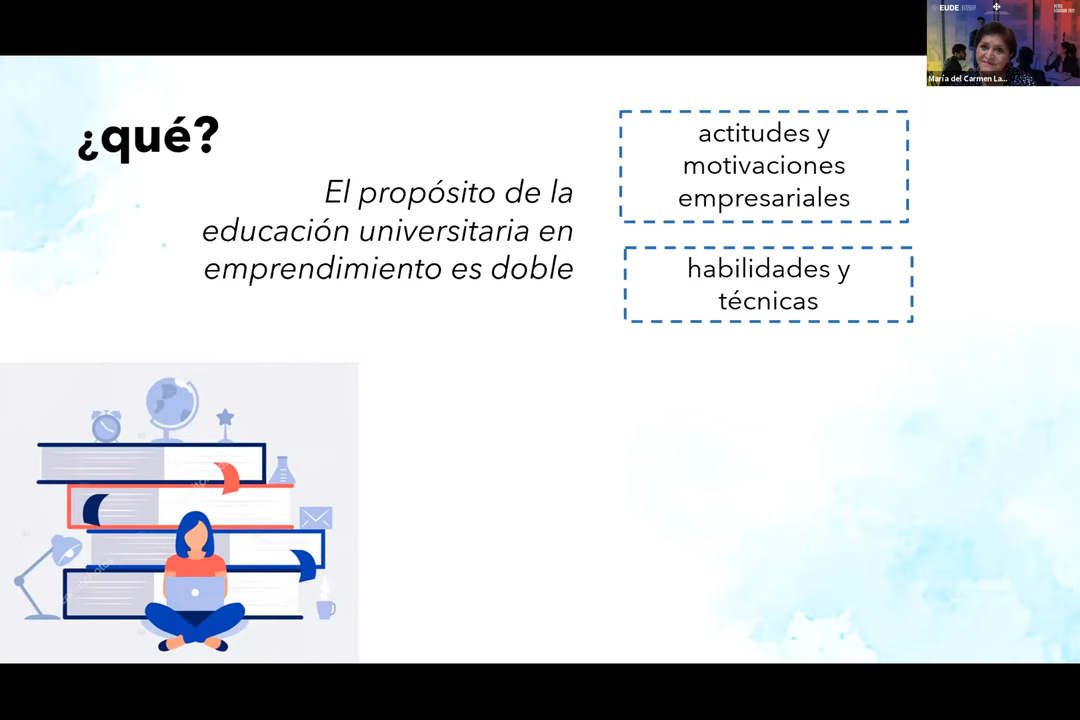 ¿qué?
El propósito de la
educación universitaria en
emprendimiento es doble
actitudes y
motivaciones
empresariales
habilidades y
técnicas
EUDE
María del Carmen La...